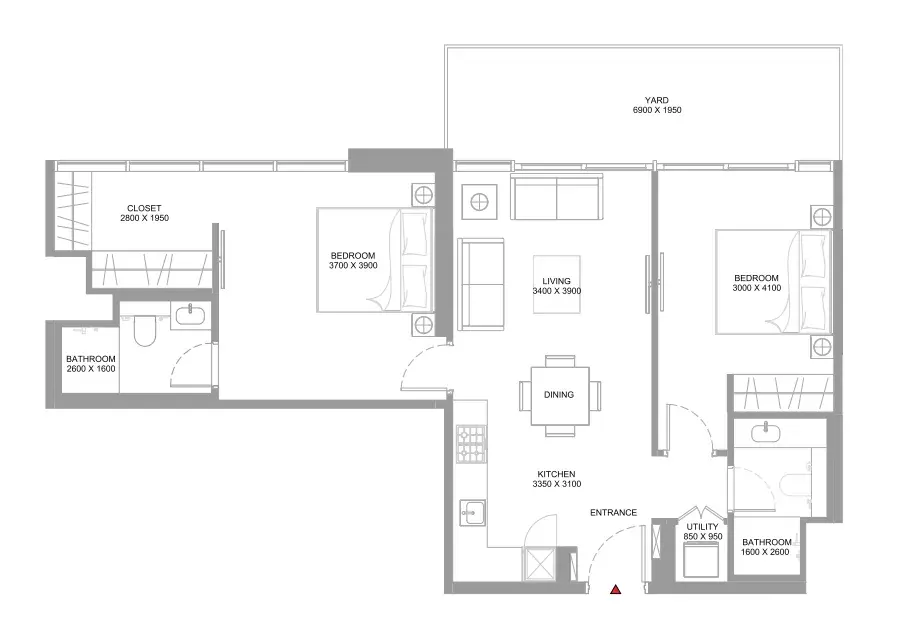 YARD
6900 X 1950
CLOSET
2800 X 1950
BEDROOM
3700 X 3900
LIVING
3400 X 3900
BEDROOM
3000 X 4100
BATHROOM
2600 X 1600
DINING
KITCHEN
3350 X 3100
ENTRANCE
UTILITY
850 X 950
BATHROOM
1600 X 2600